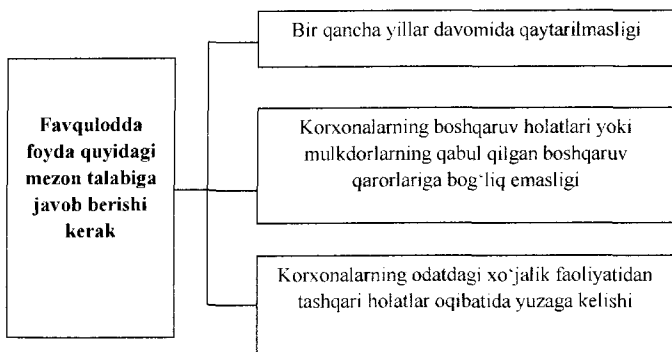 Favqulodda
foyda quyidagi
mezon talabiga
javob berishi
kerak
Bir qancha yillar davomida qaytarilmasligi
Korxonalarning boshqaruv holatlari yoki
mulkdorlarning qabul qilgan boshqaruv
qarorlariga bog‘liq emasligi
Korxonalarning odatdagi xo‘jalik faoliyatidan
tashqari holatlar oqibatida yuzaga kelishi